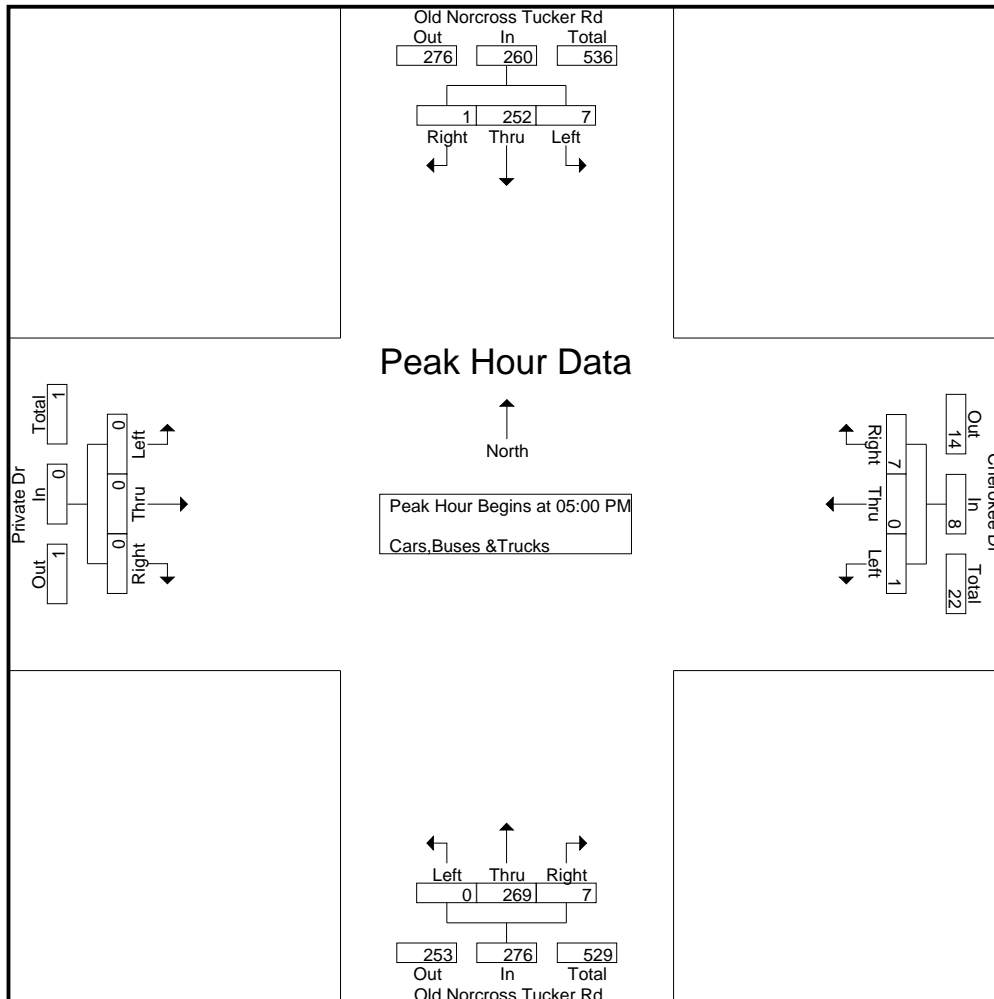 Old Norcross Tucker Rd
Out In Total
276 260 536
1 252 7
Right Thru Left
Peak Hour Data
North
Peak Hour Begins at 05:00 PM
Cars,Buses &Trucks
Private Dr
Out In Total
1 0 1
0 0 0
Right Thru Left
Out In Total
14 8 22
7 0 1
Right Thru Left
Left Thru Right
0 269 7
253 276 529
Out In Total
Old Norcross Tucker Rd